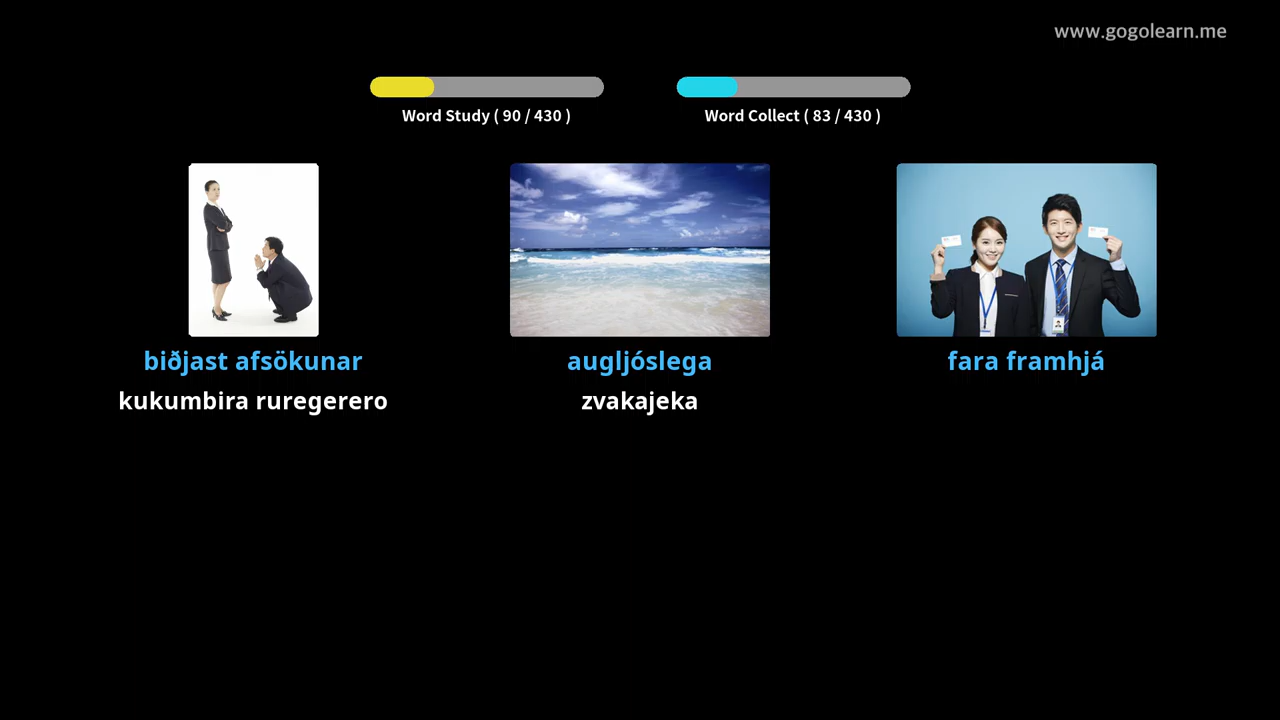 www.gogolearn.me
Word Study ( 90 / 430 )
Word Collect ( 83 / 430 )
biðjast afsökunar
augljóslega
fara framhjá
kukumbira ruregerero
zvakajeka